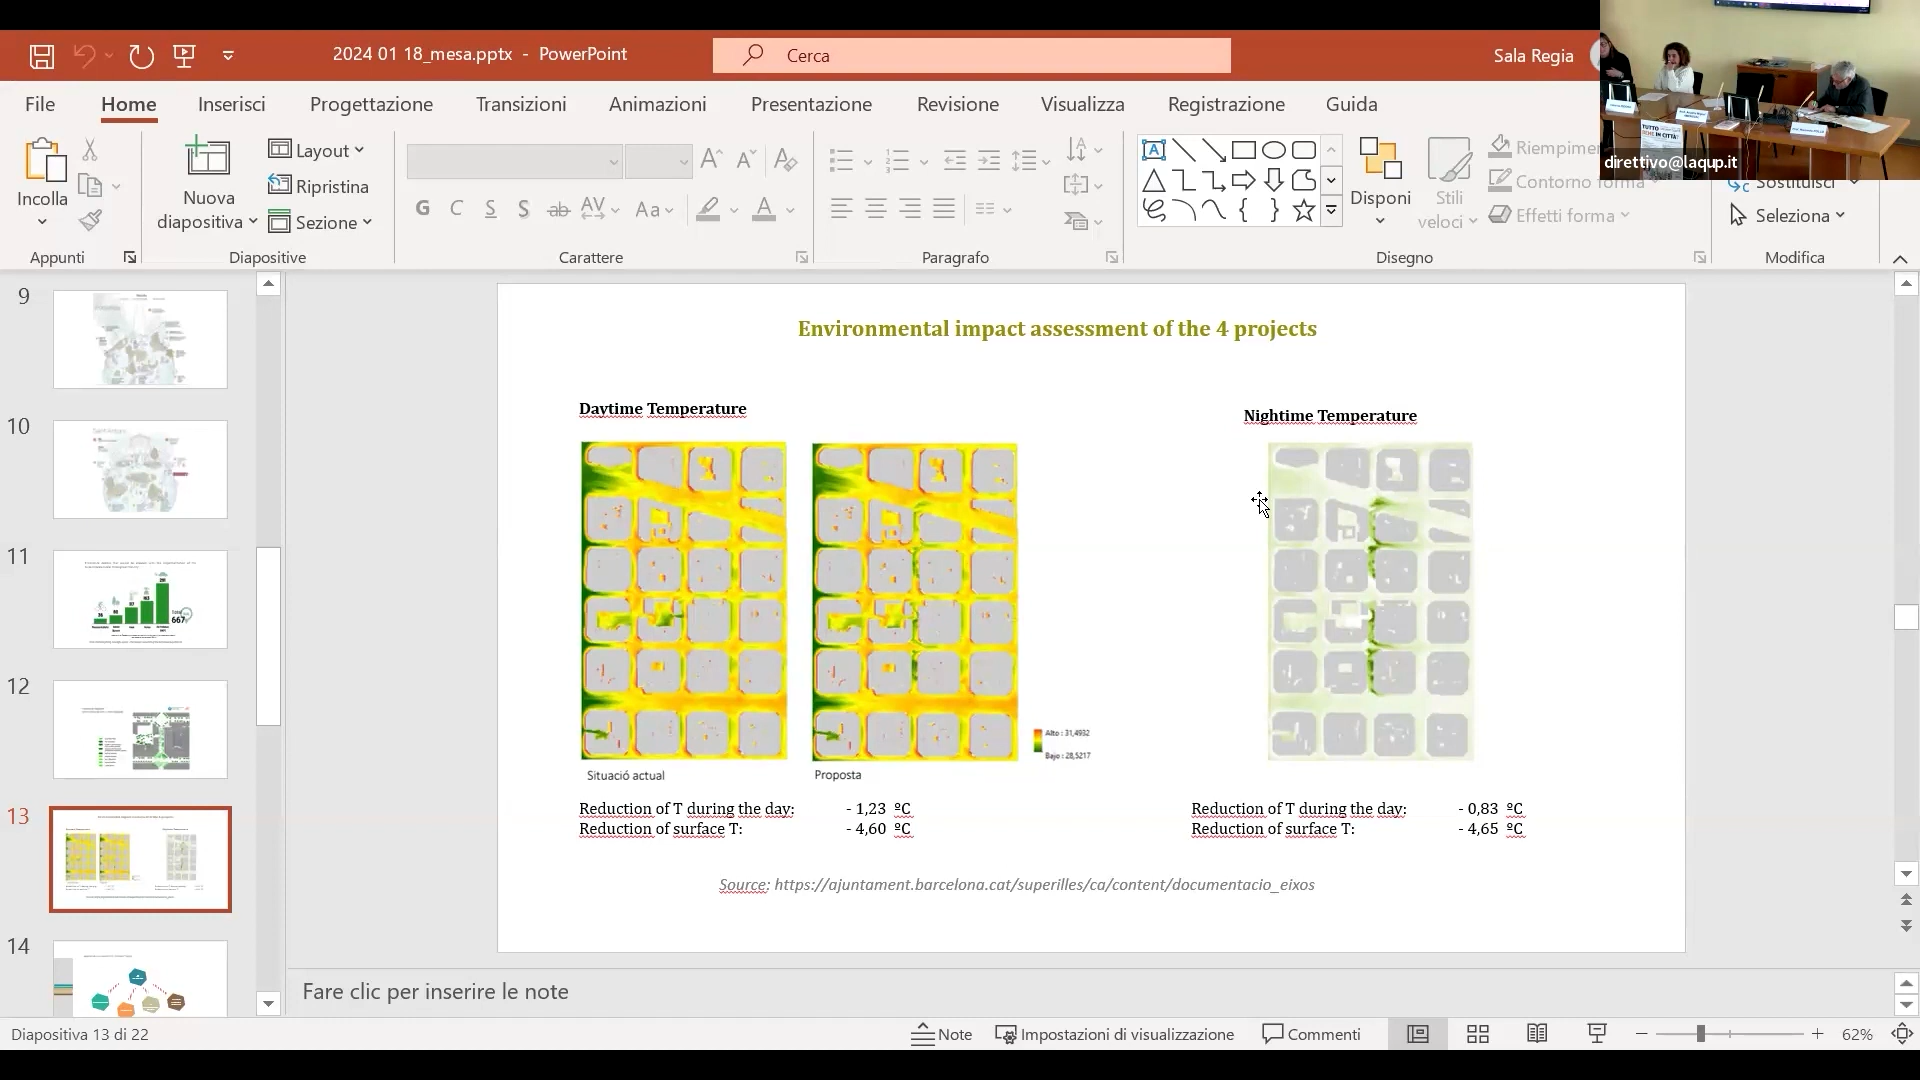 2024 01 18_mesa.pptx - PowerPoint
Cerca
Sala Regia
File
Home
Inserisci
Progettazione
Transizioni
Animazioni
Presentazione
Revisione
Visualizza
Registrazione
Guida
Incolla
Nuova
diapositiva
Layout
Ripristina
Sezione
G C S S ab AV Aa A
Disponi
Stili
veloci
Contorno forma
Effetti forma
Sostituisci
Seleziona
Appunti
Diapositive
Carattere
Paragrafo
Disegno
Modifica
direttivo@laqup.it
TUTTO
9
10
11
667
12
13
14
Environmental impact assessment of the 4 projects
Daytime Temperature
Nightime Temperature
Alto : 31,4932
Bajo : 28,5217
Situació actual
Proposta
Reduction of T during the day: - 1,23 ºC
Reduction of surface T: - 4,60 ºC
Reduction of T during the day: - 0,83 ºC
Reduction of surface T: - 4,65 ºC
Source: https://ajuntament.barcelona.cat/superilles/ca/content/documentacio_eixos
Fare clic per inserire le note
Diapositiva 13 di 22
Note
Impostazioni di visualizzazione
Commenti
62%